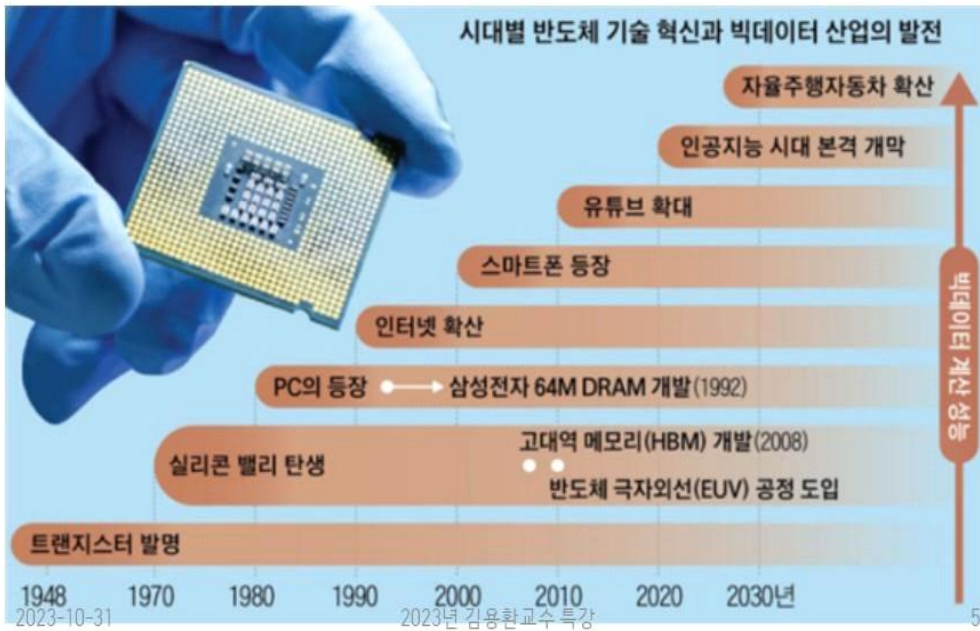 시대별 반도체 기술 혁신과 빅데이터 산업의 발전
자율주행자동차 확산
인공지능 시대 본격 개막
유튜브 확대
스마트폰 등장
인터넷 확산
PC의 등장
삼성전자 64M DRAM 개발(1992)
고대역 메모리(HBM) 개발(2008)
실리콘 밸리 탄생
반도체 극자외선(EUV) 공정 도입
트랜지스터 발명
빅데이터 계산 성능
1948 1970 1980 1990 2000 2010 2020 2030년
2023-10-31 2023년 김용환교수 특강 5